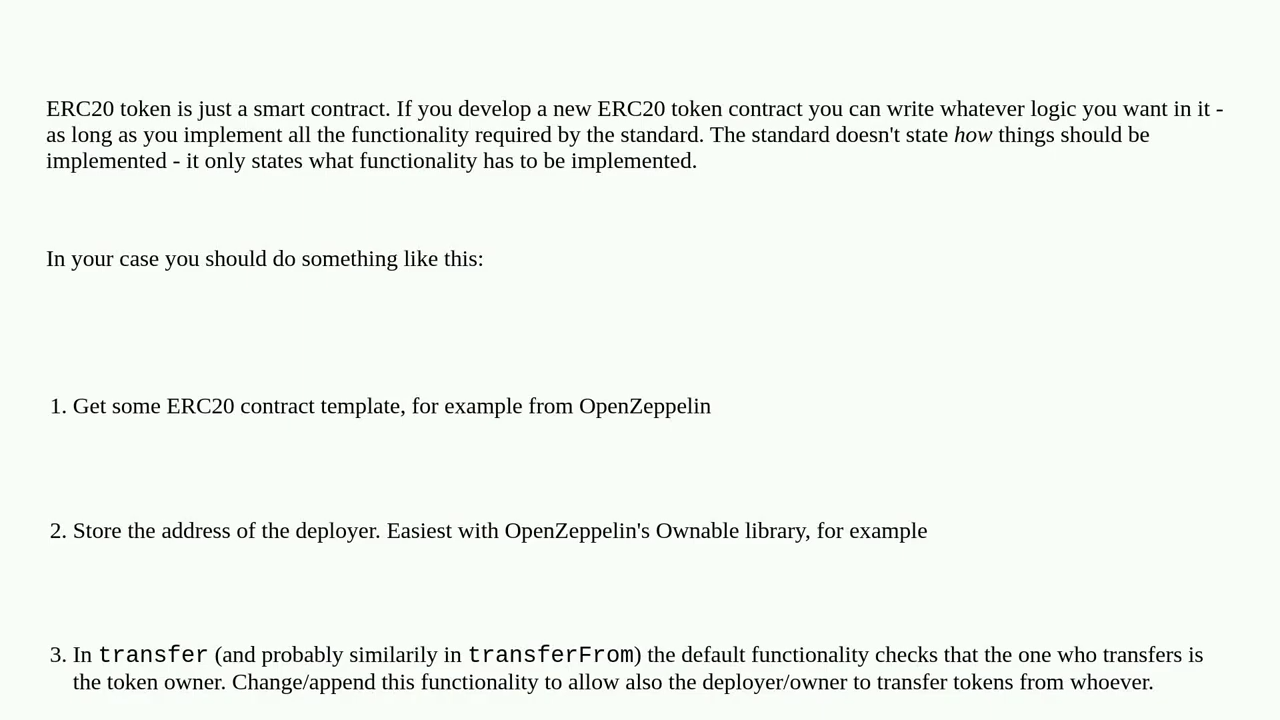 ERC20 token is just a smart contract. If you develop a new ERC20 token contract you can write whatever logic you want in it -
as long as you implement all the functionality required by the standard. The standard doesn't state how things should be
implemented - it only states what functionality has to be implemented.
In your case you should do something like this:
1. Get some ERC20 contract template, for example from OpenZeppelin
2. Store the address of the deployer. Easiest with OpenZeppelin's Ownable library, for example
3. In transfer (and probably similarily in transferFrom) the default functionality checks that the one who transfers is
the token owner. Change/append this functionality to allow also the deployer/owner to transfer tokens from whoever.